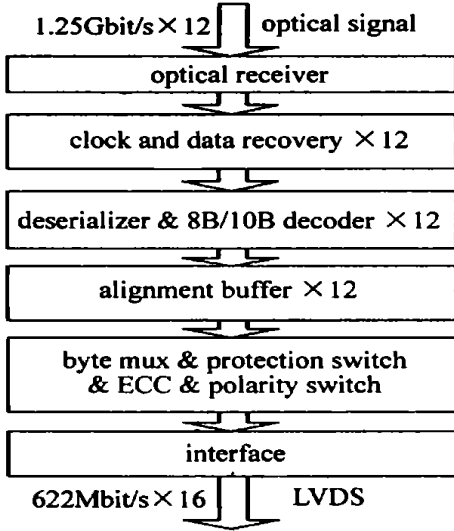 1.25Gbit/s×12 optical signal
optical receiver
clock and data recovery ×12
deserializer & 8B/10B decoder ×12
alignment buffer ×12
byte mux & protection switch
& ECC & polarity switch
interface
622Mbit/s×16 LVDS